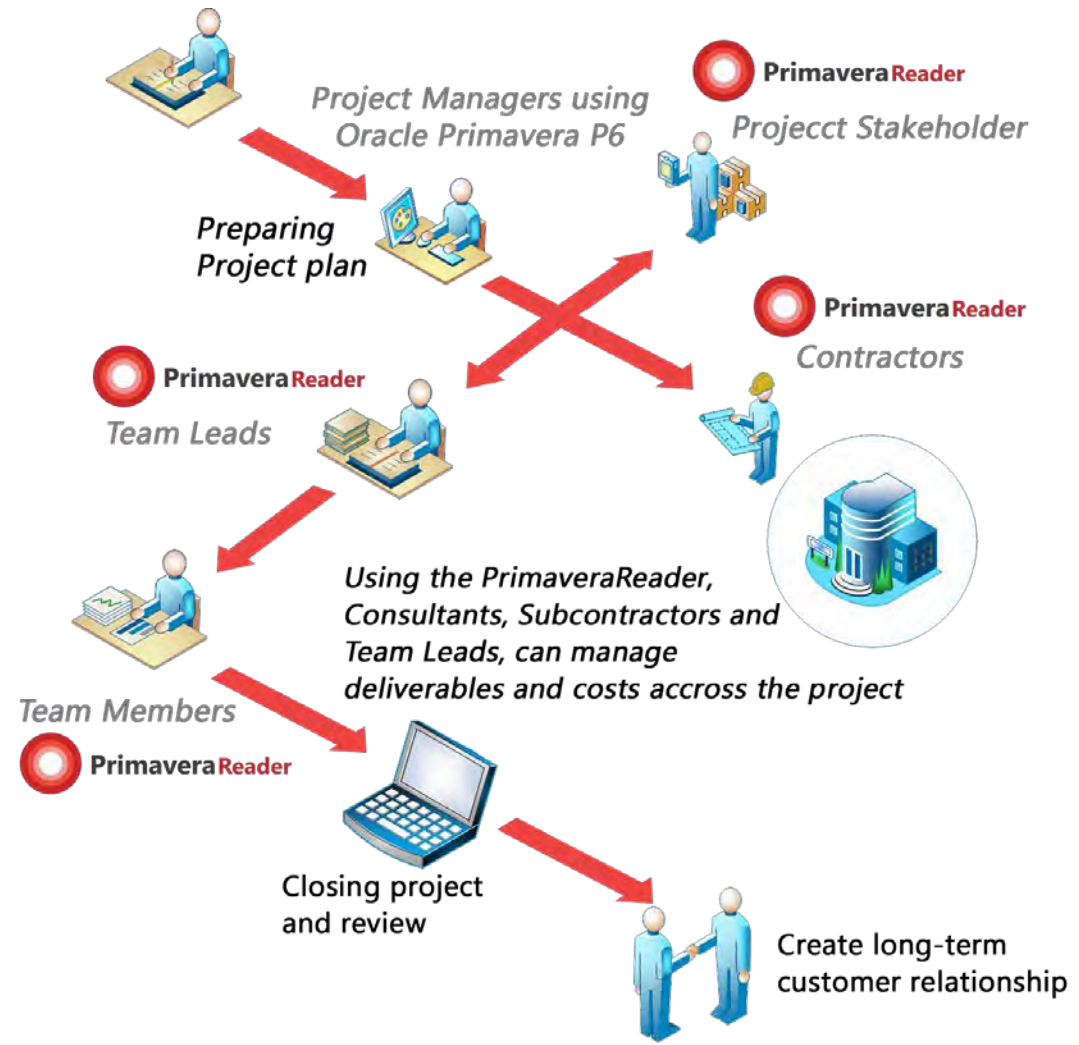 Project Managers using
Oracle Primavera P6
PrimaveraReader
Projecct Stakeholder
Preparing
Project plan
PrimaveraReader
Contractors
PrimaveraReader
Team Leads
Using the PrimaveraReader,
Consultants, Subcontractors and
Team Leads, can manage
deliverables and costs accross the project
Team Members
PrimaveraReader
Closing project
and review
Create long-term
customer relationship